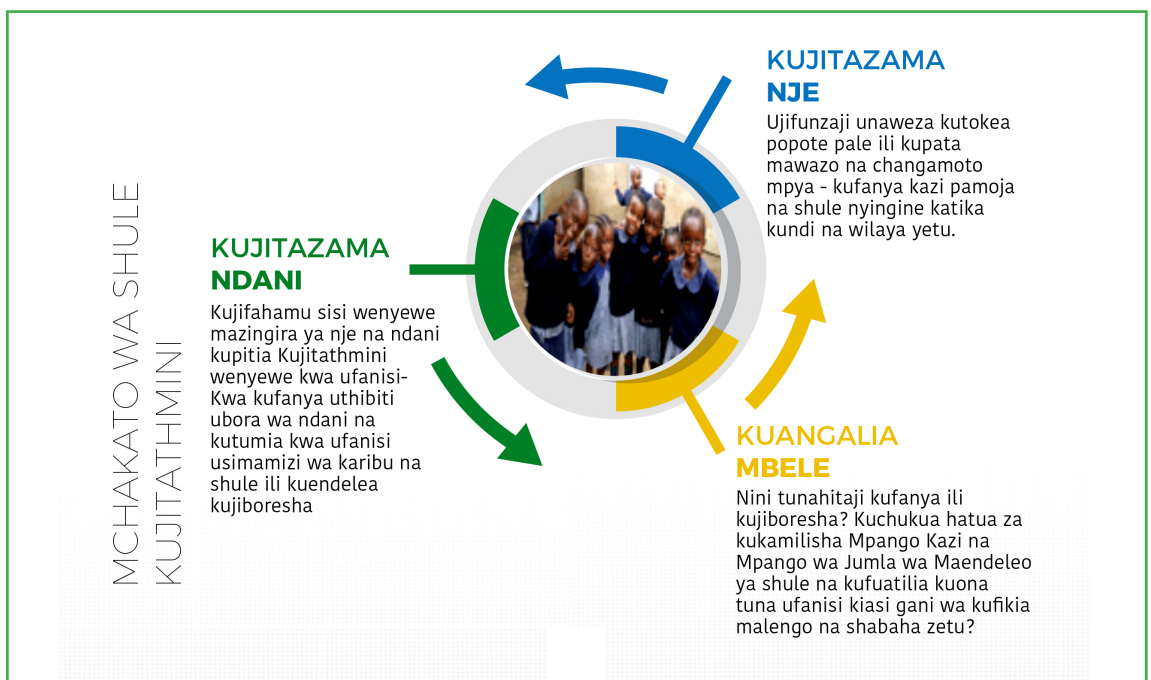 MCHAKATO WA SHULE
KUJITATHMINI
KUJITAZAMA
NDANI
Kujifahamu sisi wenyewe
mazingira ya nje na ndani
kupitia Kujitathmini
wenyewe kwa ufanisi-
Kwa kufanya uthibiti
ubora wa ndani na
kutumia kwa ufanisi
usimamizi wa karibu na
shule ili kuendelea
kujiboresha
KUJITAZAMA
NJE
Ujifunzaji unaweza kutokea
popote pale ili kupata
mawazo na changamoto
mpya - kufanya kazi pamoja
na shule nyingine katika
kundi na wilaya yetu.
KUANGALIA
MBELE
Nini tunahitaji kufanya ili
kujiboresha? Kuchukua hatua za
kukamilisha Mpango Kazi na
Mpango wa Jumla wa Maendeleo
ya shule na kufuatilia kuona
tuna ufanisi kiasi gani wa kufikia
malengo na shabaha zetu?